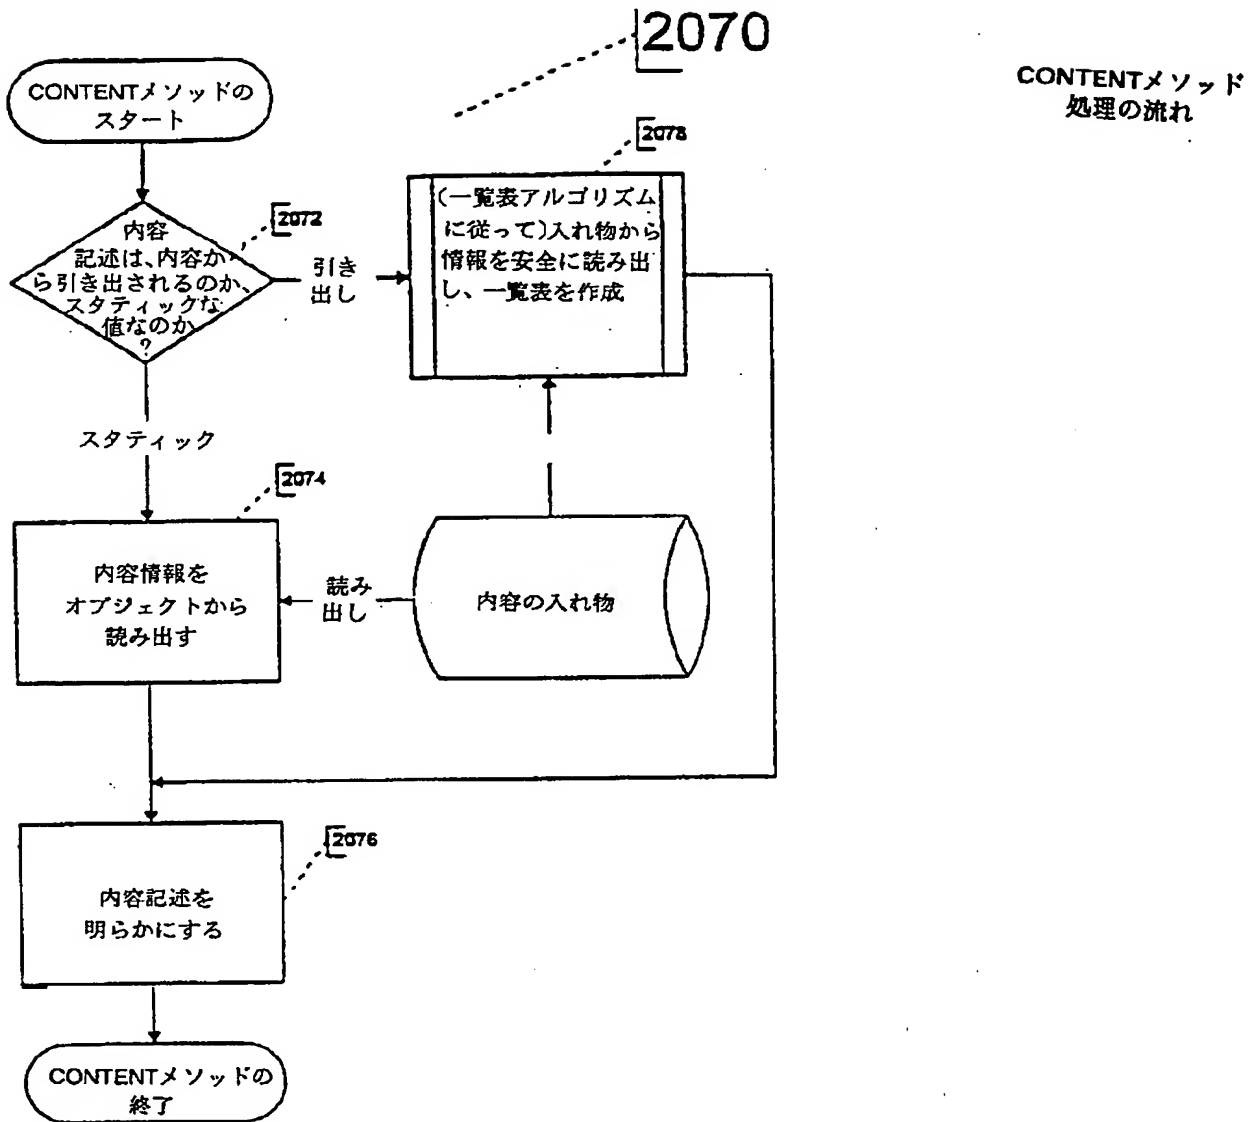 2070
CONTENTメソッド
処理の流れ
CONTENTメソッドの
スタート
2072
内容
記述は、内容か
ら引き出されるのか、
スタティックな
値なのか
?
引き
出し
2078
(一覧表アルゴリズム
に従って)入れ物から
情報を安全に読み出
し、一覧表を作成
スタティック
2074
内容情報を
オブジェクトから
読み出す
読み
出し
内容の入れ物
2076
内容記述を
明らかにする
CONTENTメソッドの
終了